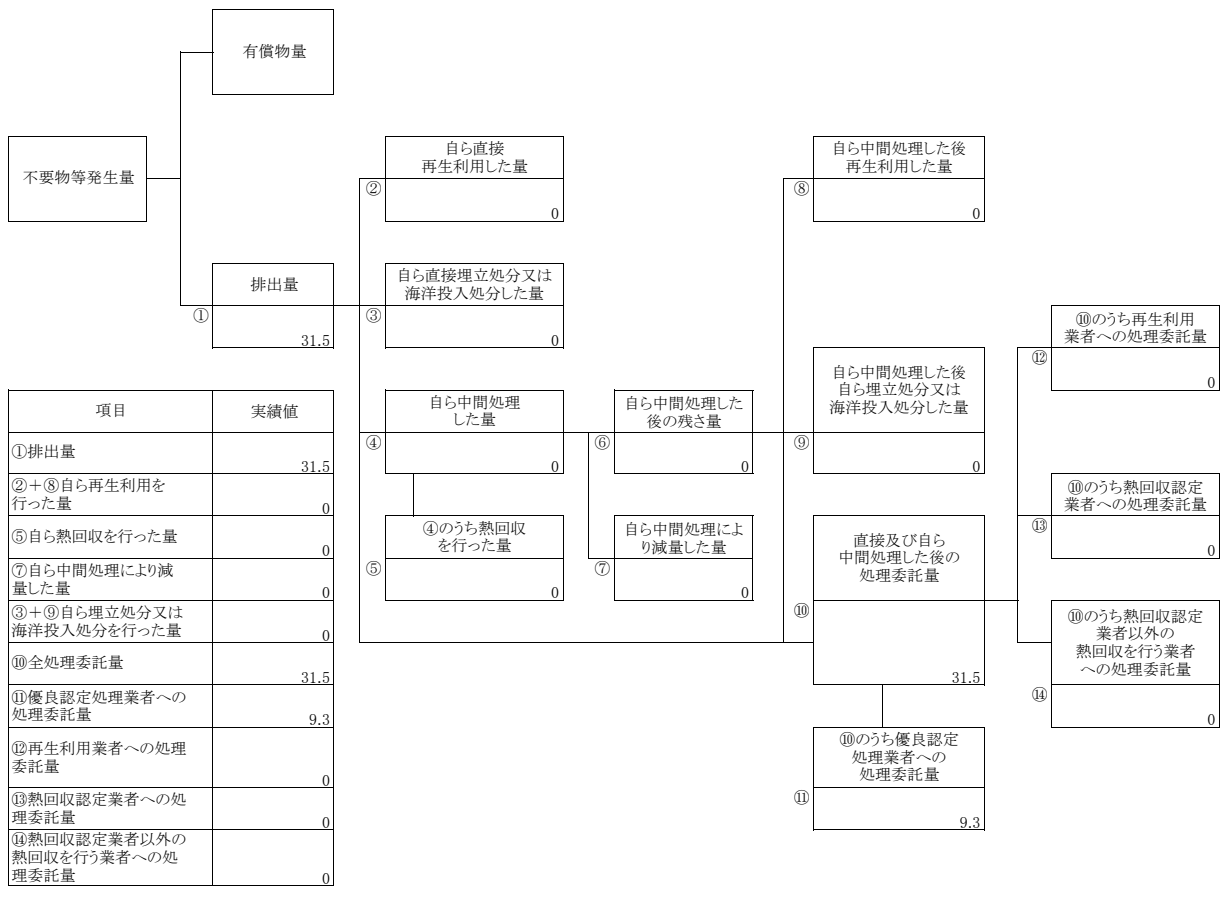 有償物量
不要物等発生量
自ら直接
再生利用した量
②
0
自ら中間処理した後
再生利用した量
⑧
0
排出量
①
31.5
自ら直接埋立処分又は
海洋投入処分した量
③
0
⑩のうち再生利用
業者への処理委託量
⑫
0
自ら中間処理した後
自ら埋立処分又は
海洋投入処分した量
⑨
0
自ら中間処理
した量
④
0
自ら中間処理した
後の残さ量
⑥
0
⑩のうち熱回収認定
業者への処理委託量
⑬
0
④のうち熱回収
を行った量
⑤
0
自ら中間処理によ
り減量した量
⑦
0
直接及び自ら
中間処理した後の
処理委託量
⑩
31.5
⑩のうち熱回収認定
業者以外の
熱回収を行う業者
への処理委託量
⑭
0
⑩のうち優良認定
処理業者への
処理委託量
⑪
9.3
項目 実績値
①排出量
31.5
②＋⑧自ら再生利用を
行った量
0
⑤自ら熱回収を行った量
0
⑦自ら中間処理により減
量した量
0
③＋⑨自ら埋立処分又は
海洋投入処分を行った量
0
⑩全処理委託量
31.5
⑪優良認定処理業者への
処理委託量
9.3
⑫再生利用業者への処理
委託量
0
⑬熱回収認定業者への処
理委託量
0
⑭熱回収認定業者以外の
熱回収を行う業者への処
理委託量
0